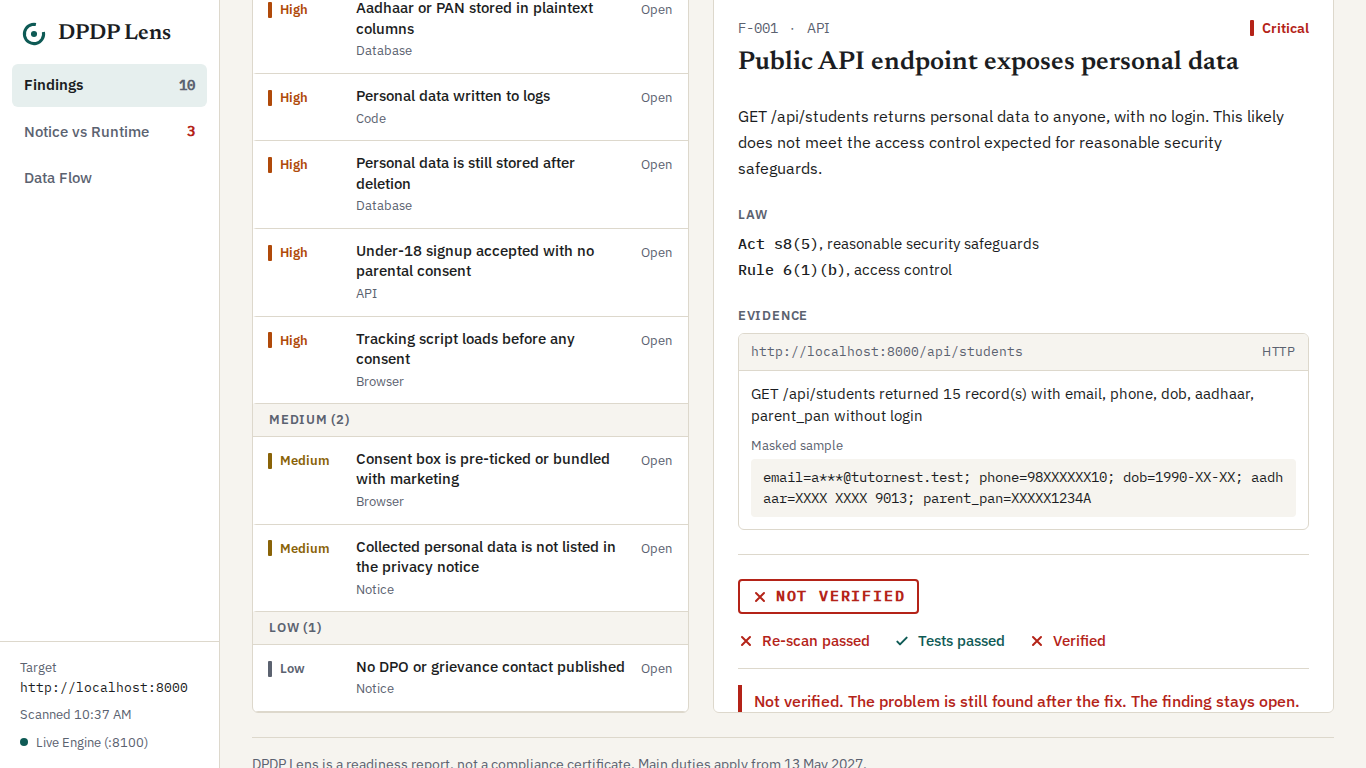 DPDP Lens
Findings 10
Notice vs Runtime 3
Data Flow
Target
http://localhost:8000
Scanned 10:37 AM
Live Engine (:8100)
High Aadhaar or PAN stored in plaintext Open
columns
Database
High Personal data written to logs Open
Code
High Personal data is still stored after Open
deletion
Database
High Under-18 signup accepted with no Open
parental consent
API
High Tracking script loads before any Open
consent
Browser
MEDIUM (2)
Medium Consent box is pre-ticked or bundled Open
with marketing
Browser
Medium Collected personal data is not listed in Open
the privacy notice
Notice
LOW (1)
Low No DPO or grievance contact published Open
Notice
F-001 · API Critical
Public API endpoint exposes personal data
GET /api/students returns personal data to anyone, with no login. This likely
does not meet the access control expected for reasonable security
safeguards.
LAW
Act s8(5), reasonable security safeguards
Rule 6(1)(b), access control
EVIDENCE
http://localhost:8000/api/students HTTP
GET /api/students returned 15 record(s) with email, phone, dob, aadhaar,
parent_pan without login
Masked sample
email=a***@tutornest.test; phone=98XXXXXX10; dob=1990-XX-XX; aadh
aar=XXXX XXXX 9013; parent_pan=XXXXX1234A
NOT VERIFIED
Re-scan passed Tests passed Verified
Not verified. The problem is still found after the fix. The finding stays open.
DPDP Lens is a readiness report, not a compliance certificate. Main duties apply from 13 May 2027.